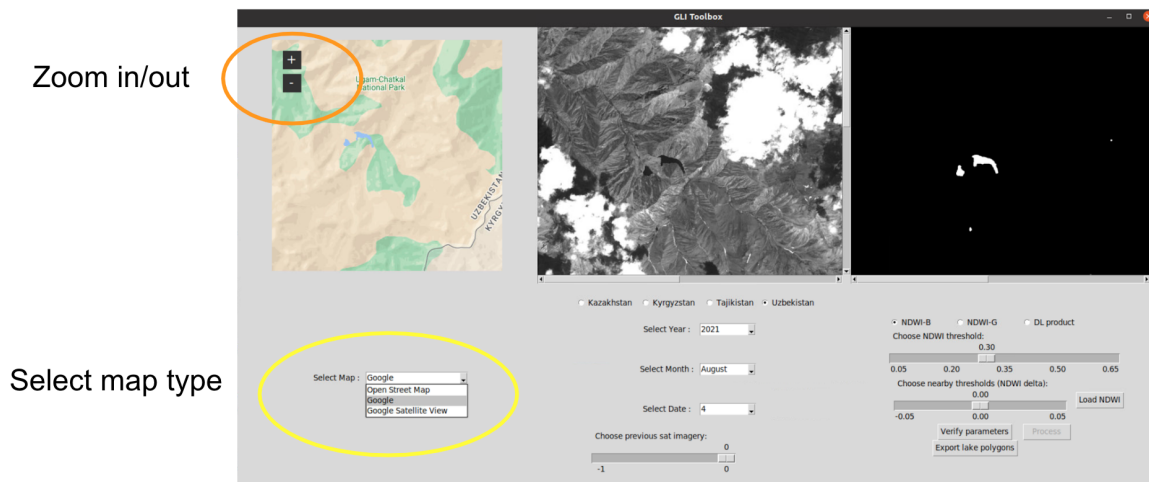 GLI Toolbox
Zoom in/out
+
-
Ugam-Chatkal
National Park
UZBEKISTAN
KYRGY
Kazakhstan Kyrgyzstan Tajikistan Uzbekistan
Select Year : 2021
Select Month : August
Select Date : 4
Choose previous sat imagery:
0
-1 0
Select map type
Select Map : Google
Open Street Map
Google
Google Satellite View
NDWI-B NDWI-G DL product
Choose NDWI threshold:
0.30
0.05 0.20 0.35 0.50 0.65
Choose nearby thresholds (NDWI delta):
0.00
-0.05 0.00 0.05
Load NDWI
Verify parameters Process
Export lake polygons